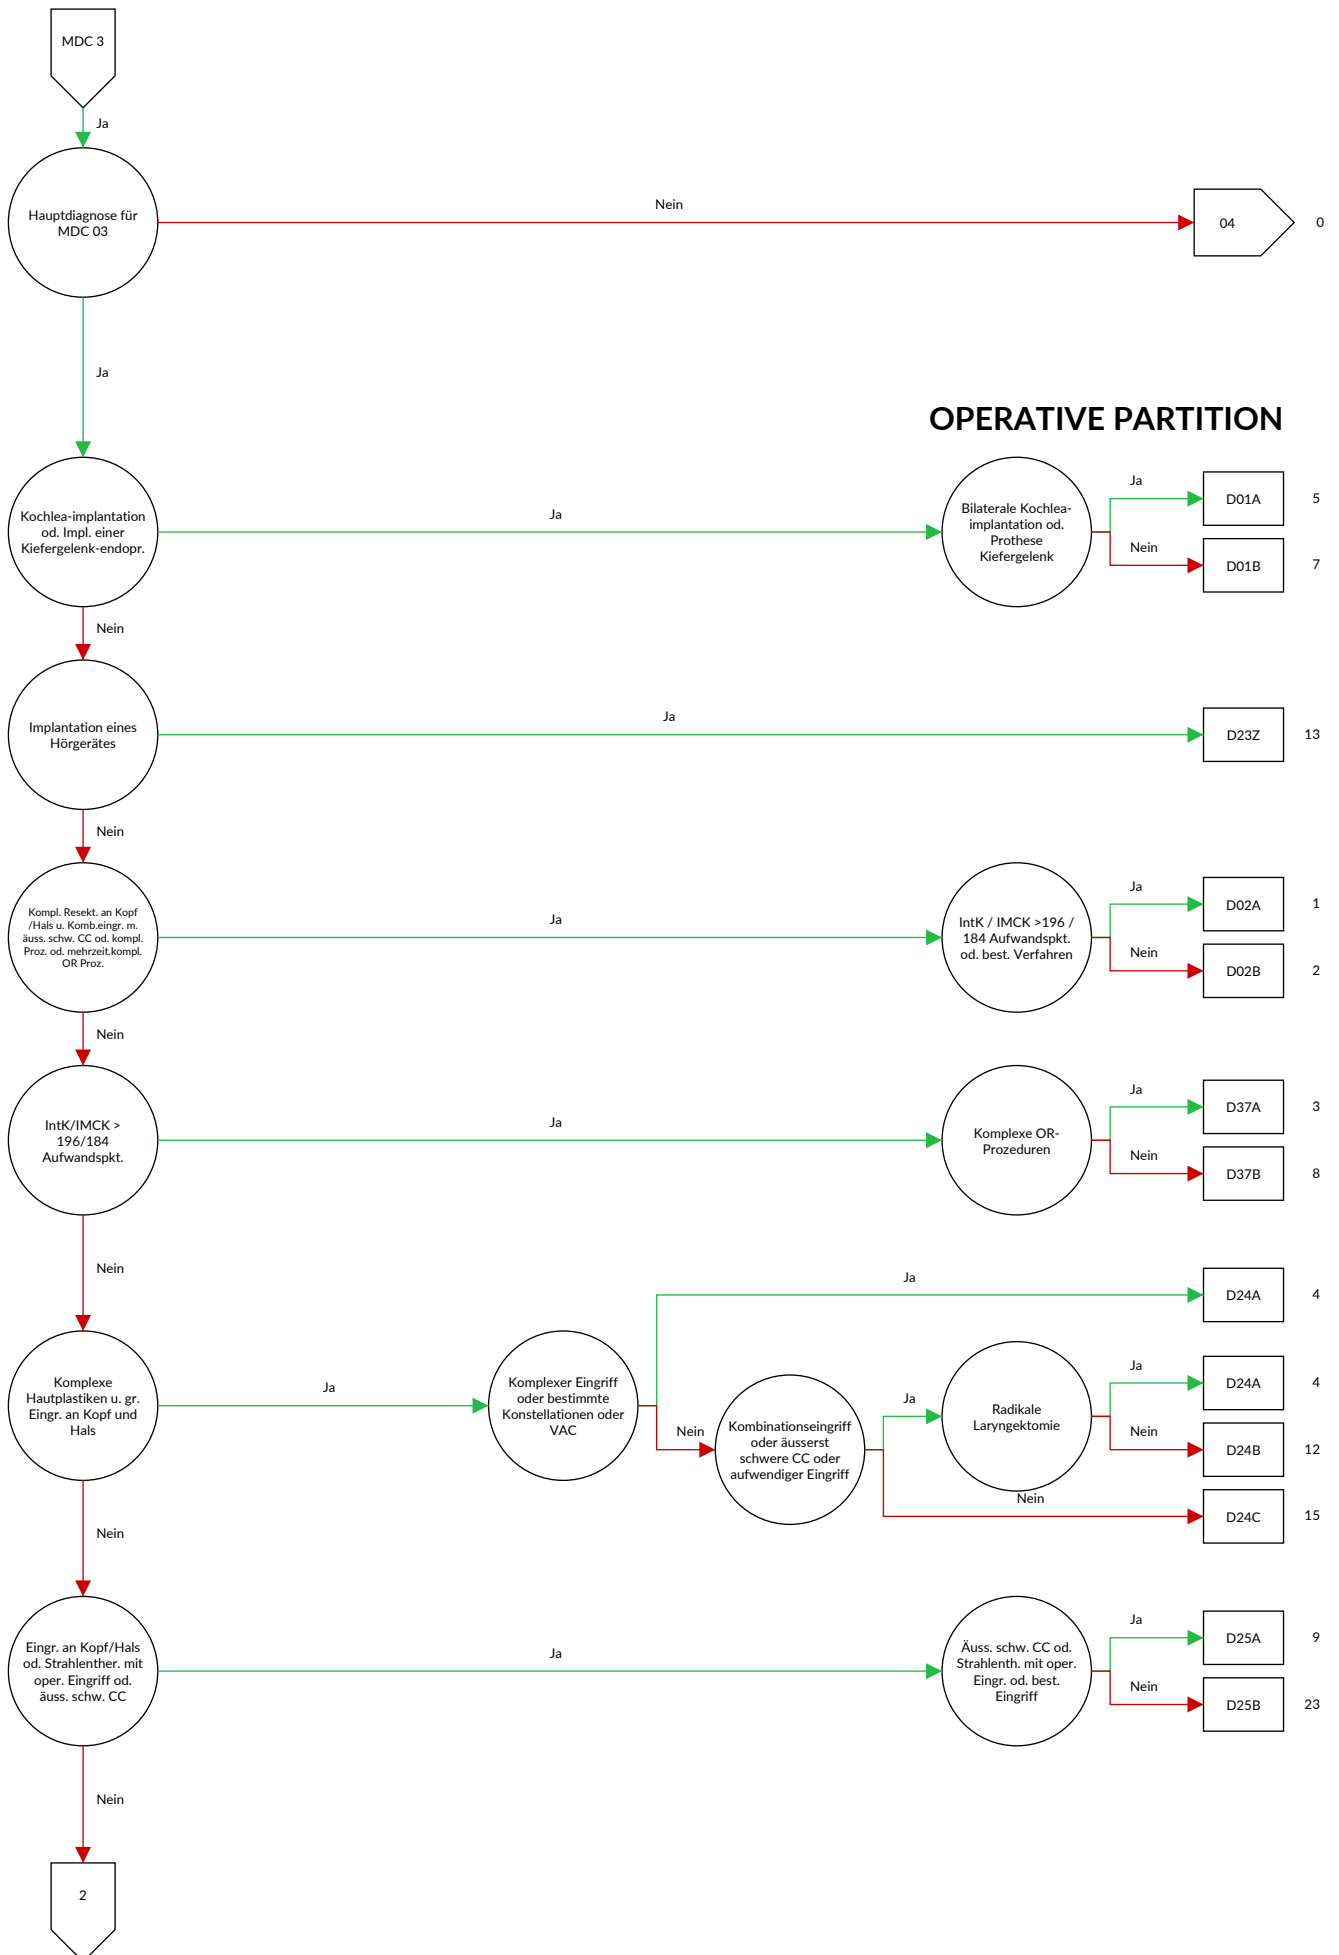 MDC 3
Ja
Hauptdiagnose für
MDC 03
Nein
04
0
Ja
OPERATIVE PARTITION
Kochlea-implantation
od. Impl. einer
Kiefergelenk-endopr.
Ja
Bilaterale Kochlea-
implantation od.
Prothese
Kiefergelenk
Ja
D01A
5
Nein
D01B
7
Nein
Implantation eines
Hörgerätes
Ja
D23Z
13
Nein
Kompl. Resekt. an Kopf
/Hals u. Komb.eingr. m.
äuss. schw. CC od. kompl.
Proz. od. mehrzeit.kompl.
OR Proz.
Ja
IntK / IMCK >196 /
184 Aufwandspkt.
od. best. Verfahren
Ja
D02A
1
Nein
D02B
2
Nein
IntK/IMCK >
196/184
Aufwandspkt.
Ja
Komplexe OR-
Prozeduren
Ja
D37A
3
Nein
D37B
8
Nein
Komplexe
Hautplastiken u. gr.
Eingr. an Kopf und
Hals
Ja
Komplexer Eingriff
oder bestimmte
Konstellationen oder
VAC
Ja
D24A
4
Nein
Kombinationseingriff
oder äusserst
schwere CC oder
aufwendiger Eingriff
Ja
Radikale
Laryngektomie
Ja
D24A
4
Nein
D24B
12
Nein
D24C
15
Nein
Eingr. an Kopf/Hals
od. Strahlenther. mit
oper. Eingriff od.
äuss. schw. CC
Ja
Äuss. schw. CC od.
Strahlenth. mit oper.
Eingr. od. best.
Eingriff
Ja
D25A
9
Nein
D25B
23
Nein
2